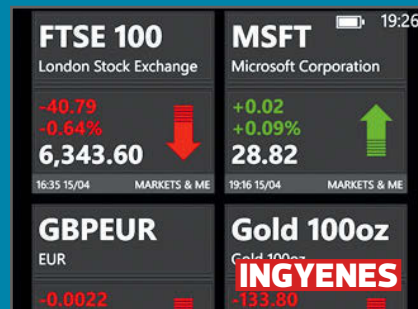 19:26
FTSE 100
London Stock Exchange
-40.79
-0.64%
6,343.60
16:35 15/04 MARKETS & ME
MSFT
Microsoft Corporation
+0.02
+0.09%
28.82
19:16 15/04 MARKETS & ME
GBPEUR
EUR
-0.0022
Gold 100oz
Gold 100oz
-133.80
INGYENES